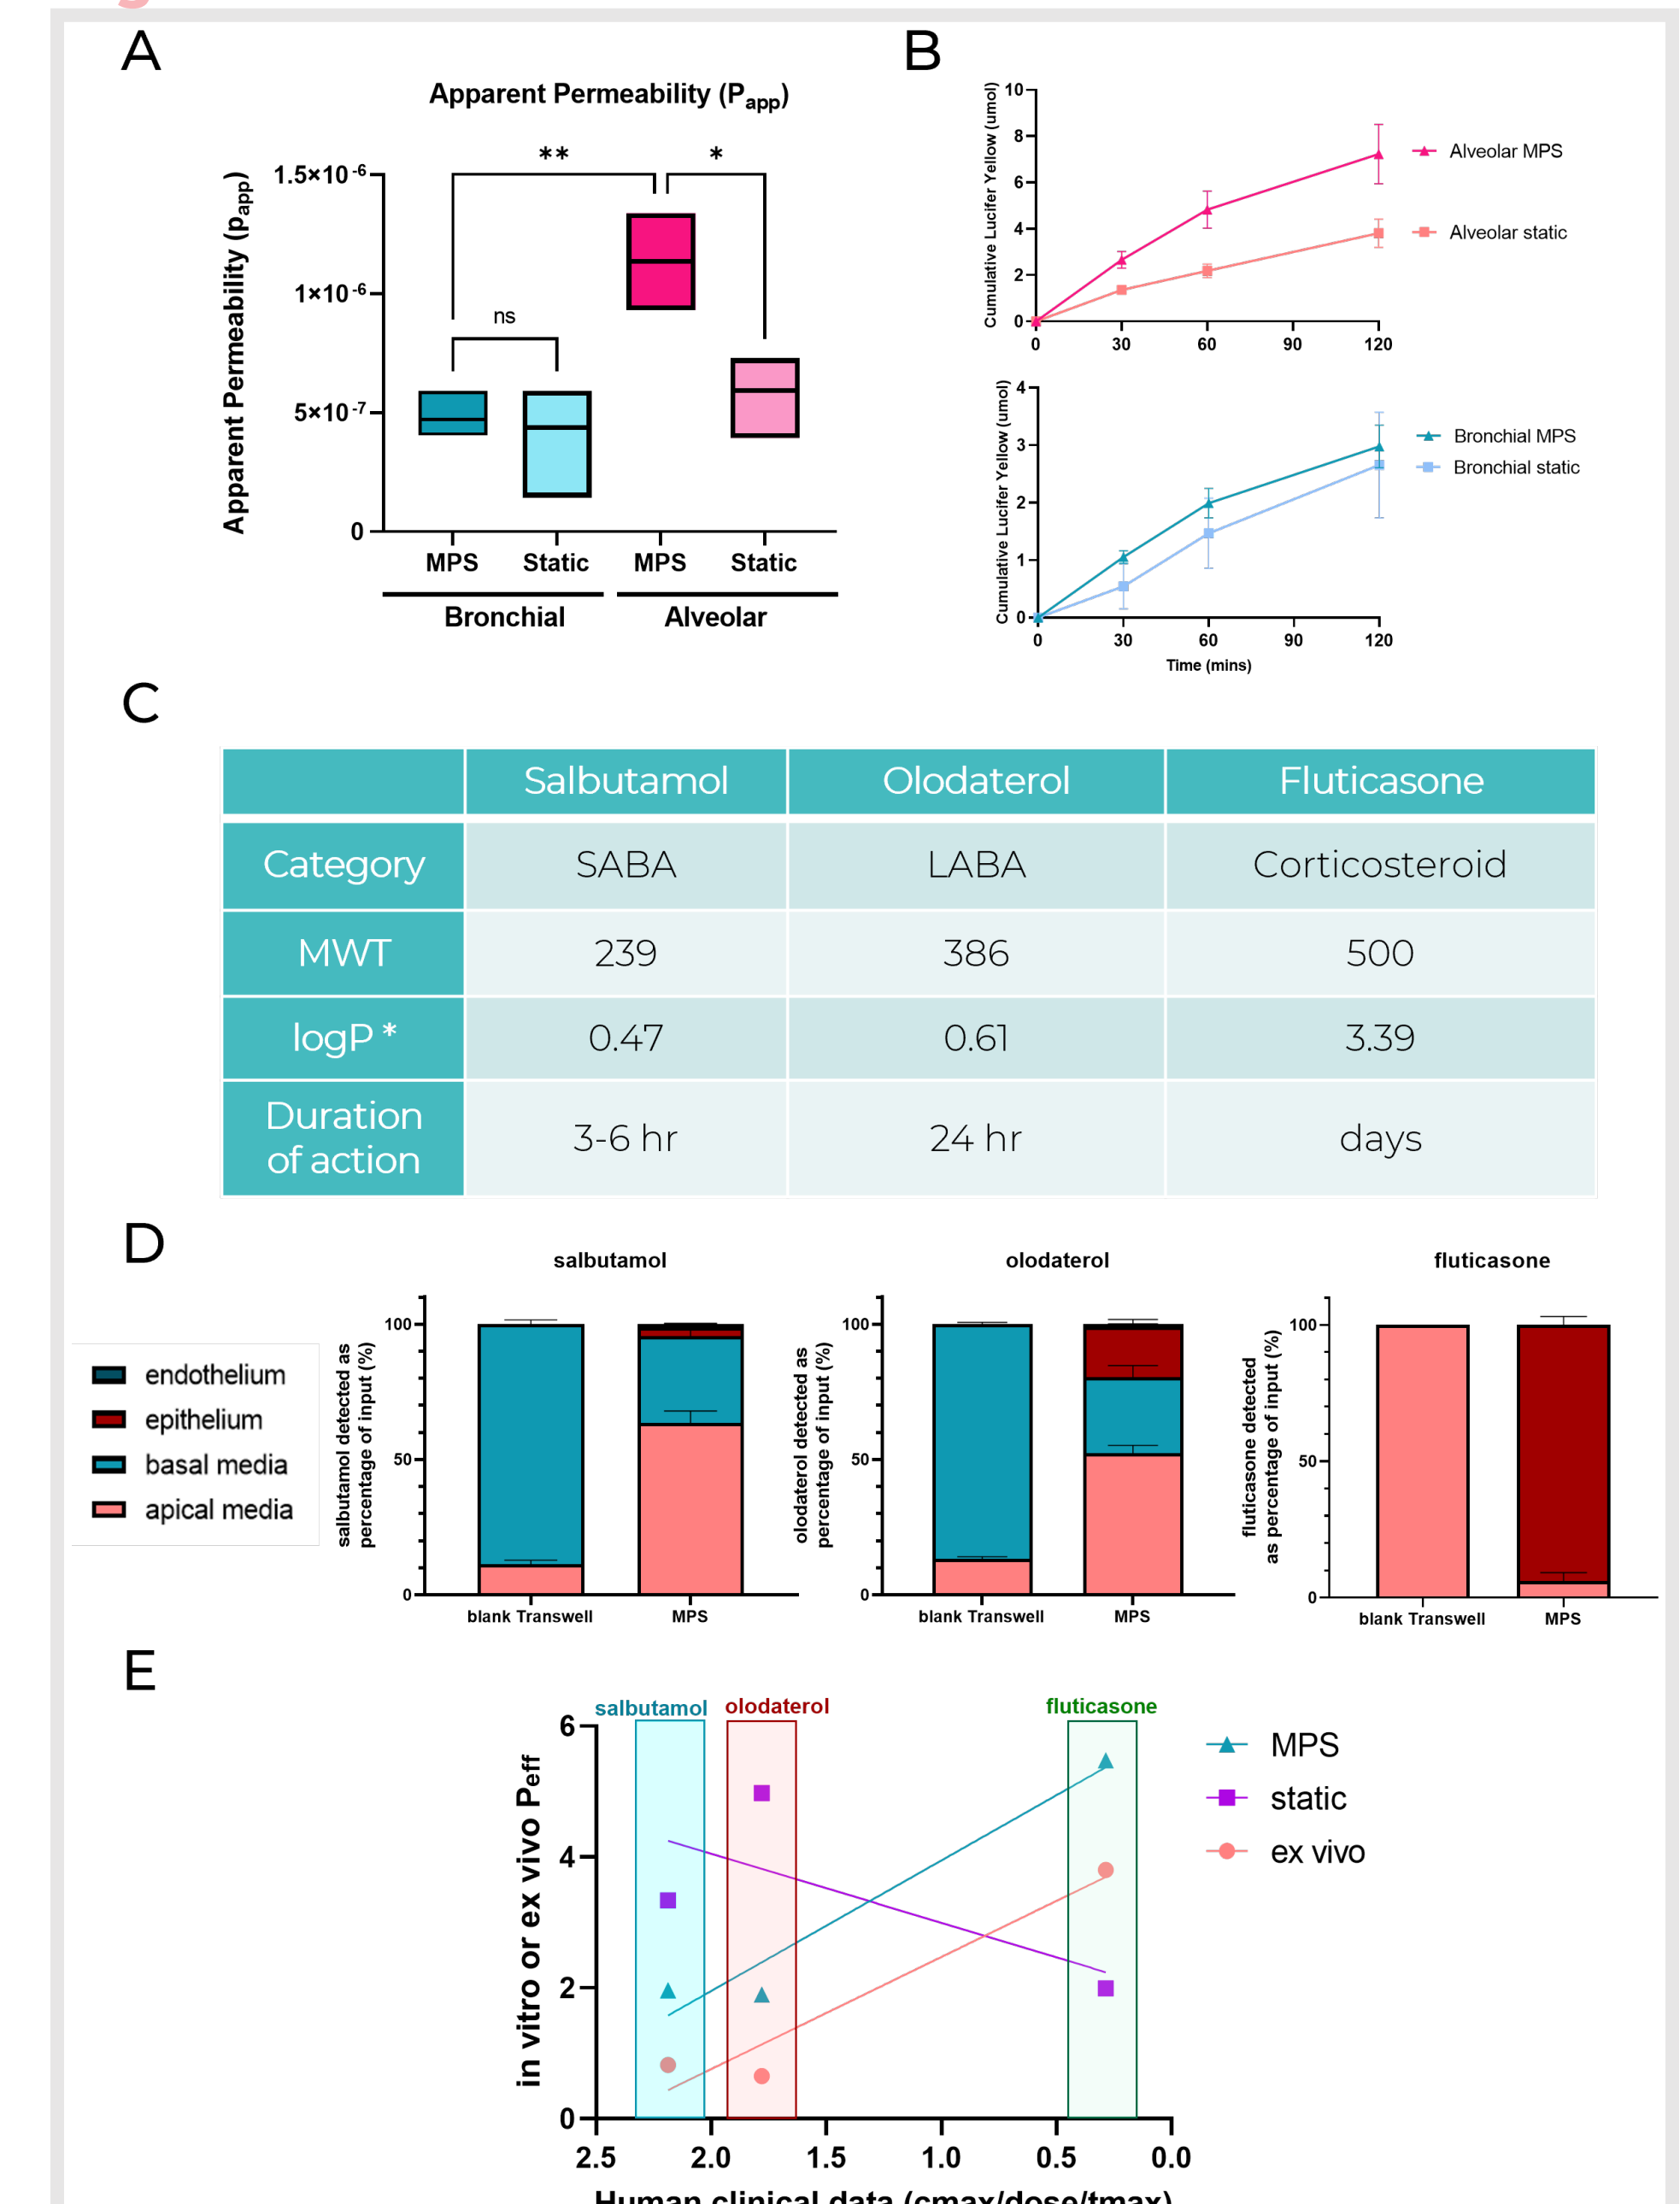 A
Apparent Permeability (Papp)
Apparent Permeability (papp)
1.5×10-6
1×10-6
5×10-7
0
**
*
ns
MPS
Static
MPS
Static
Bronchial
Alveolar
B
Cumulative Lucifer Yellow (umol)
10
8
6
4
2
0
0
30
60
90
120
Alveolar MPS
Alveolar static
Cumulative Lucifer Yellow (umol)
4
3
2
1
0
0
30
60
90
120
Time (mins)
Bronchial MPS
Bronchial static
C
Salbutamol
Olodaterol
Fluticasone
Category
SABA
LABA
Corticosteroid
MWT
239
386
500
logP *
0.47
0.61
3.39
Duration
of action
3-6 hr
24 hr
days
D
endothelium
epithelium
basal media
apical media
salbutamol
salbutamol detected as
percentage of input (%)
100
50
0
blank Transwell
MPS
olodaterol
olodaterol detected as
percentage of input (%)
100
50
0
blank Transwell
MPS
fluticasone
fluticasone detected
as percentage of input (%)
100
50
0
blank Transwell
MPS
E
salbutamol
olodaterol
fluticasone
in vitro or ex vivo Peff
6
4
2
0
2.5
2.0
1.5
1.0
0.5
0.0
MPS
static
ex vivo
Human clinical data (cmax/dose/tmax)